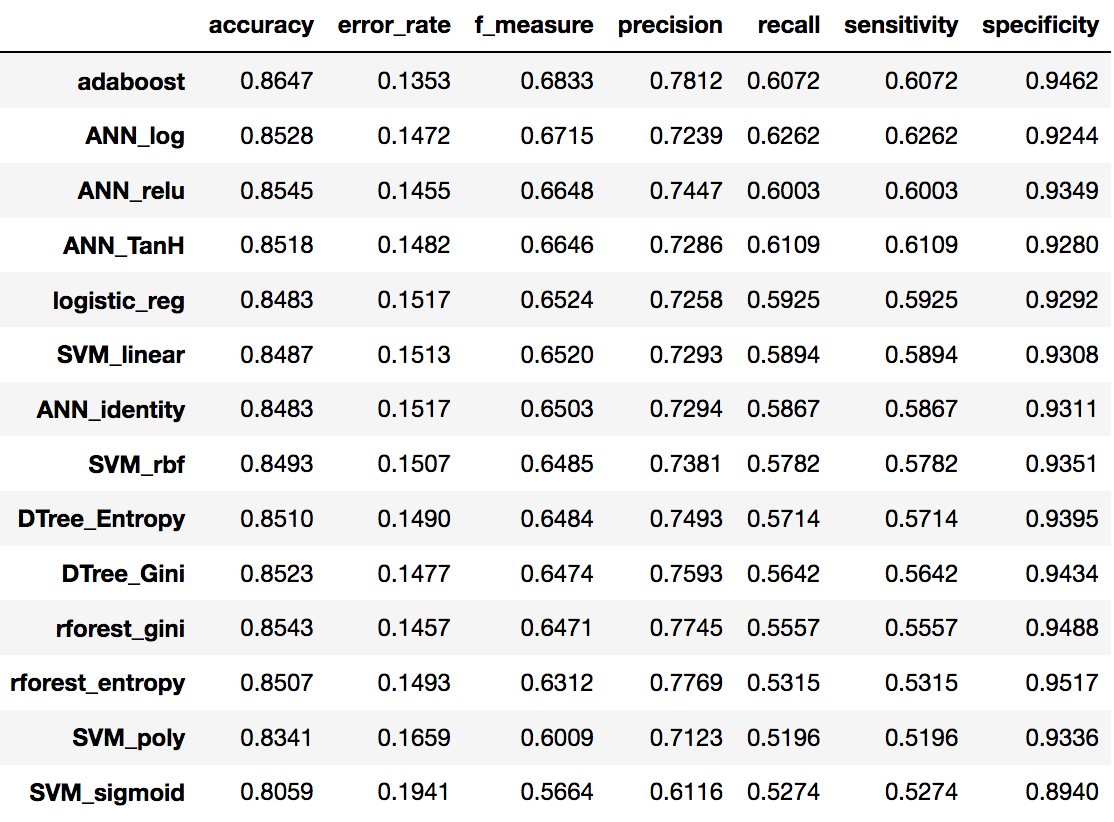 accuracy error_rate f_measure precision recall sensitivity specificity
adaboost 0.8647 0.1353 0.6833 0.7812 0.6072 0.6072 0.9462
ANN_log 0.8528 0.1472 0.6715 0.7239 0.6262 0.6262 0.9244
ANN_relu 0.8545 0.1455 0.6648 0.7447 0.6003 0.6003 0.9349
ANN_TanH 0.8518 0.1482 0.6646 0.7286 0.6109 0.6109 0.9280
logistic_reg 0.8483 0.1517 0.6524 0.7258 0.5925 0.5925 0.9292
SVM_linear 0.8487 0.1513 0.6520 0.7293 0.5894 0.5894 0.9308
ANN_identity 0.8483 0.1517 0.6503 0.7294 0.5867 0.5867 0.9311
SVM_rbf 0.8493 0.1507 0.6485 0.7381 0.5782 0.5782 0.9351
DTree_Entropy 0.8510 0.1490 0.6484 0.7493 0.5714 0.5714 0.9395
DTree_Gini 0.8523 0.1477 0.6474 0.7593 0.5642 0.5642 0.9434
rforest_gini 0.8543 0.1457 0.6471 0.7745 0.5557 0.5557 0.9488
rforest_entropy 0.8507 0.1493 0.6312 0.7769 0.5315 0.5315 0.9517
SVM_poly 0.8341 0.1659 0.6009 0.7123 0.5196 0.5196 0.9336
SVM_sigmoid 0.8059 0.1941 0.5664 0.6116 0.5274 0.5274 0.8940